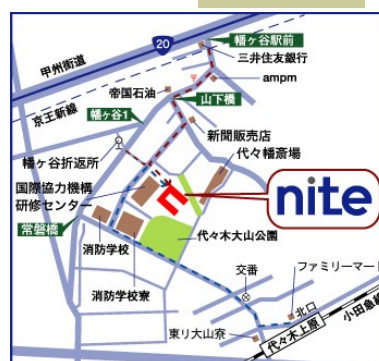 20
幡ヶ谷駅前
三井住友銀行
甲州街道
ampm
帝国石油
京王新線
山下橋
幡ヶ谷1
新聞販売店
代々幡斎場
幡ヶ谷折返所
国際協力機構
研修センター
nite
常磐橋
消防学校
代々木大山公園
消防学校寮
交番
ファミリーマート
北口
小田急線
東リ大山寮
代々木上原